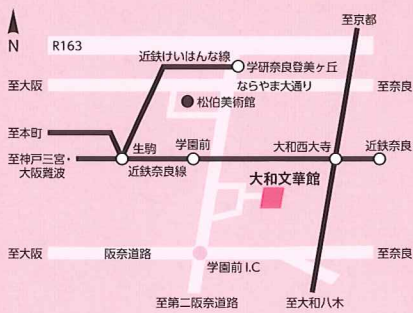 至京都
N
R163
近鉄けいはんな線
学研奈良登美ヶ丘
至大阪
ならやま大通り
至奈良
松伯美術館
至本町
生駒
学園前
大和西大寺
近鉄奈良
至神戸三宮・
大阪難波
近鉄奈良線
大和文華館
至大阪
阪奈道路
至奈良
学園前 I.C
至第二阪奈道路
至大和八木